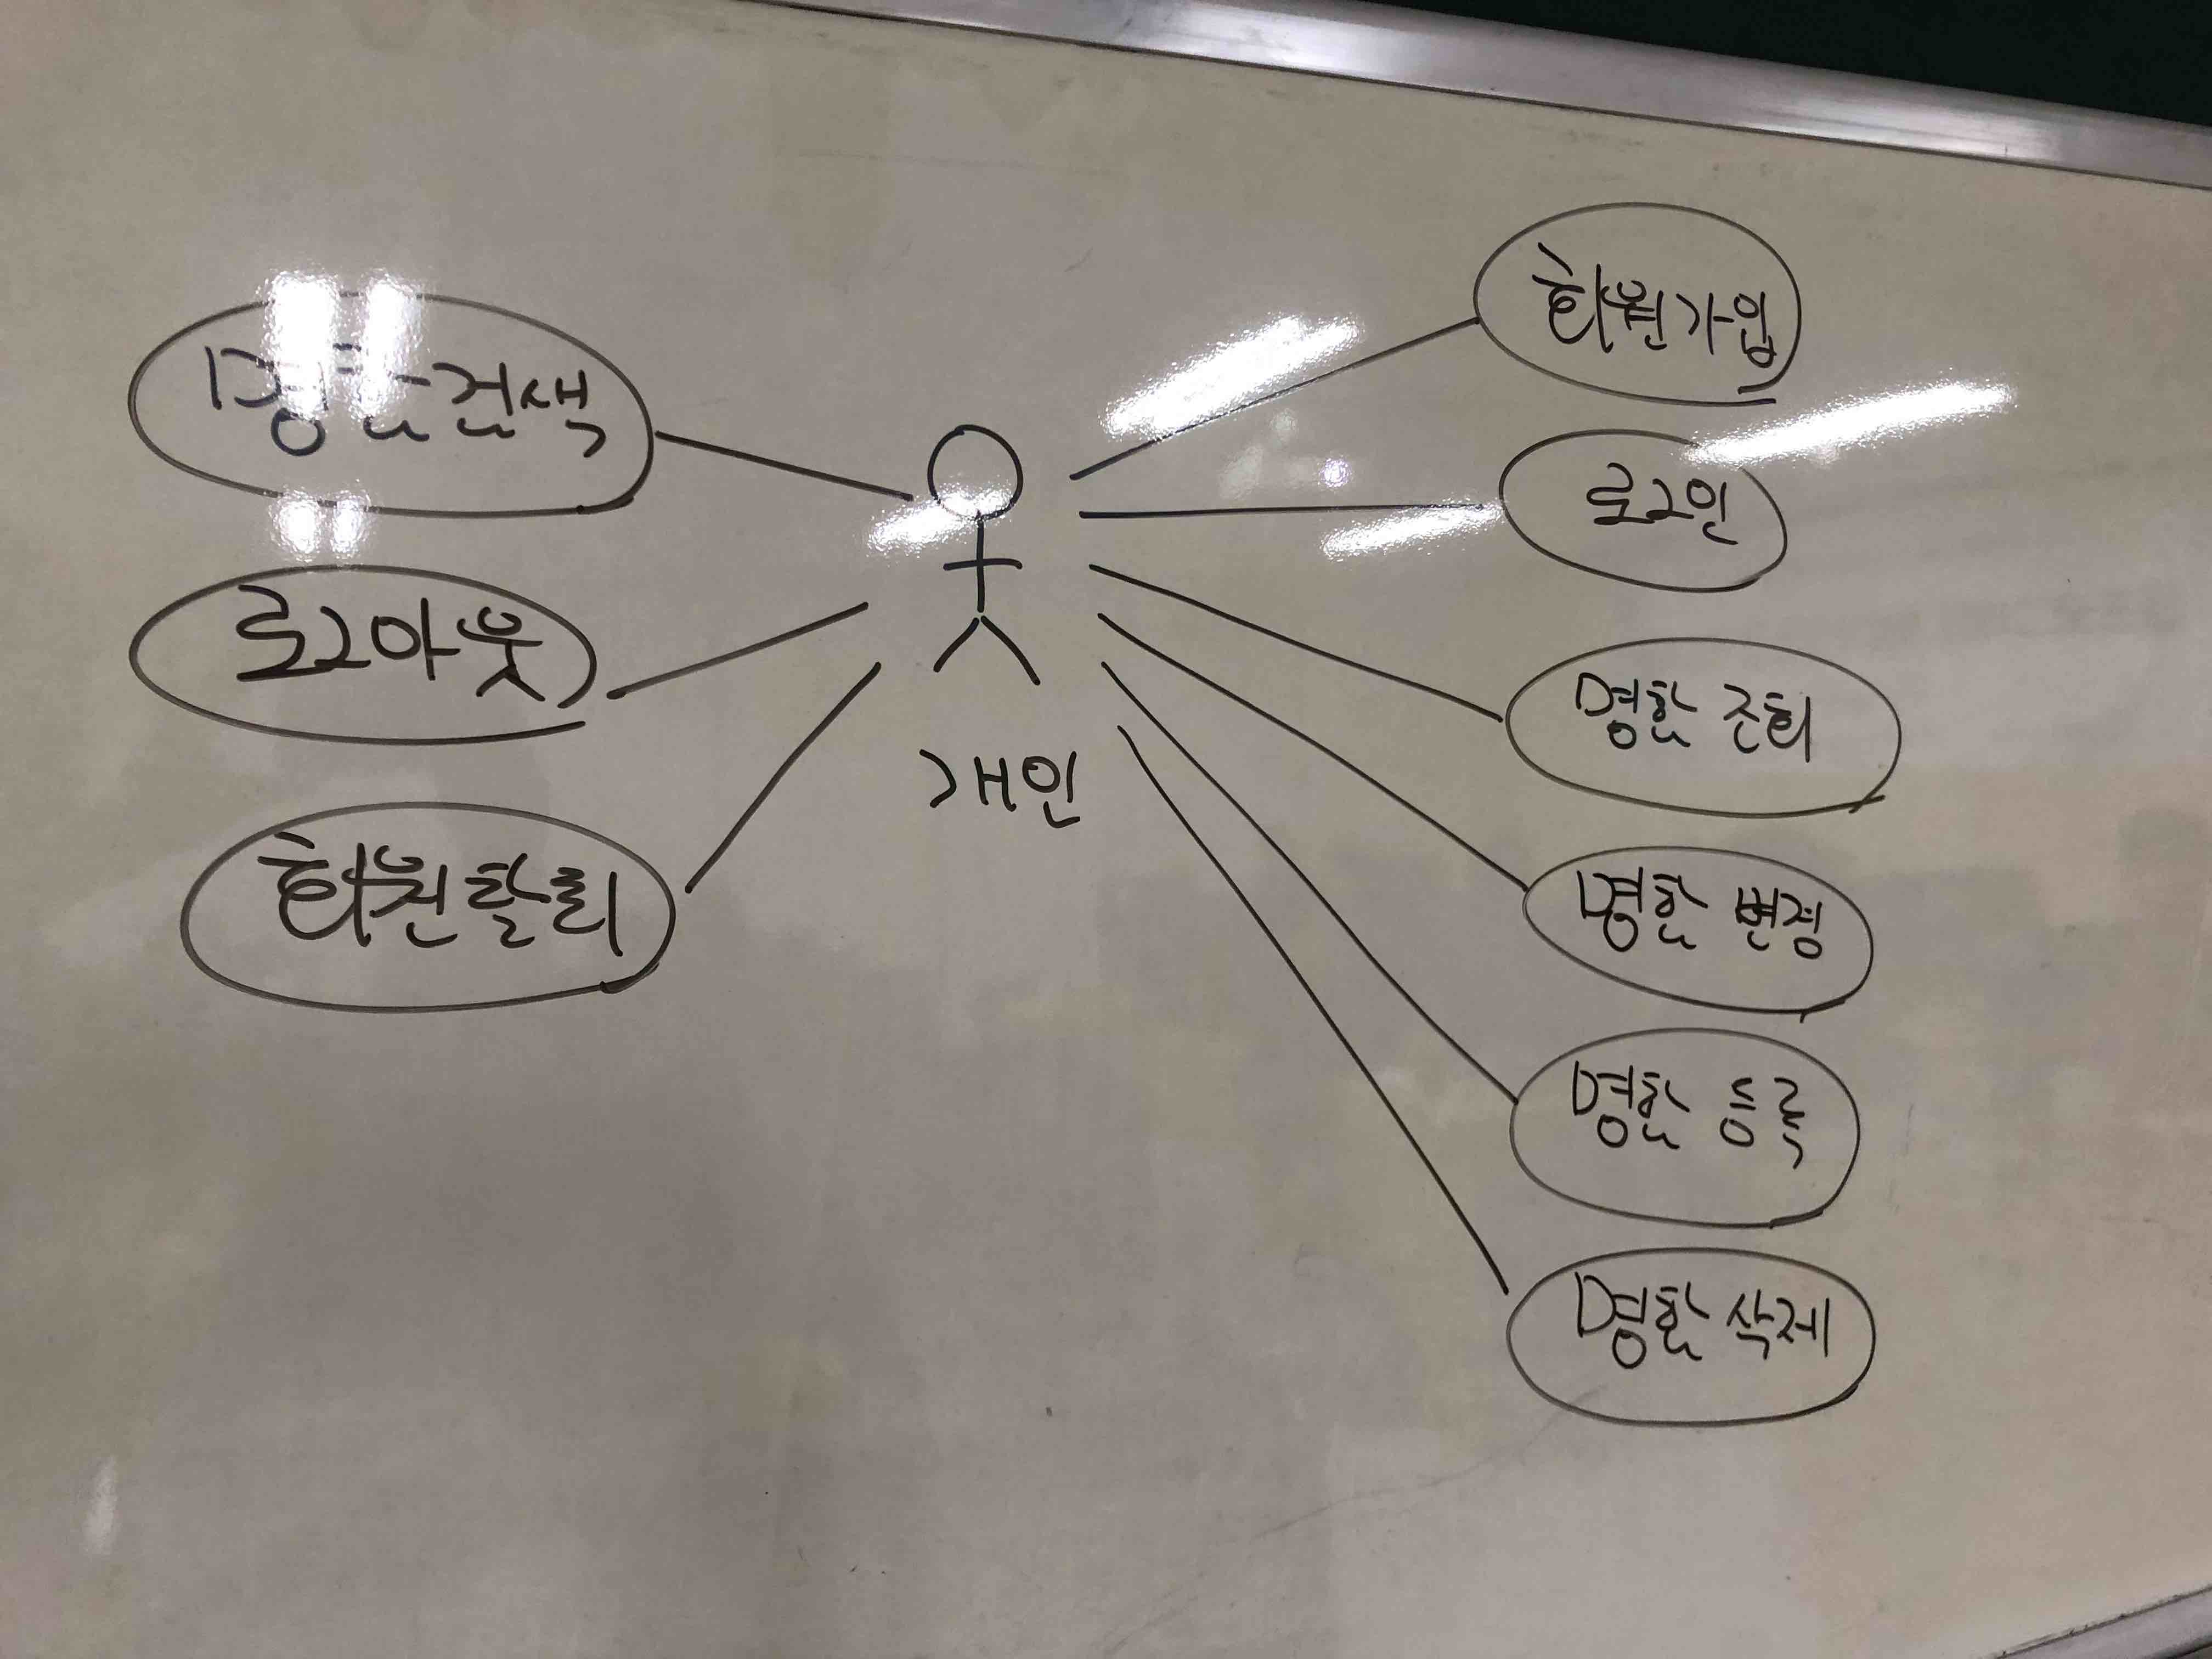 명함검색
로그아웃
회원탈퇴
개인
회원가입
로그인
명함 조회
명함 변경
명함 등록
명함 삭제